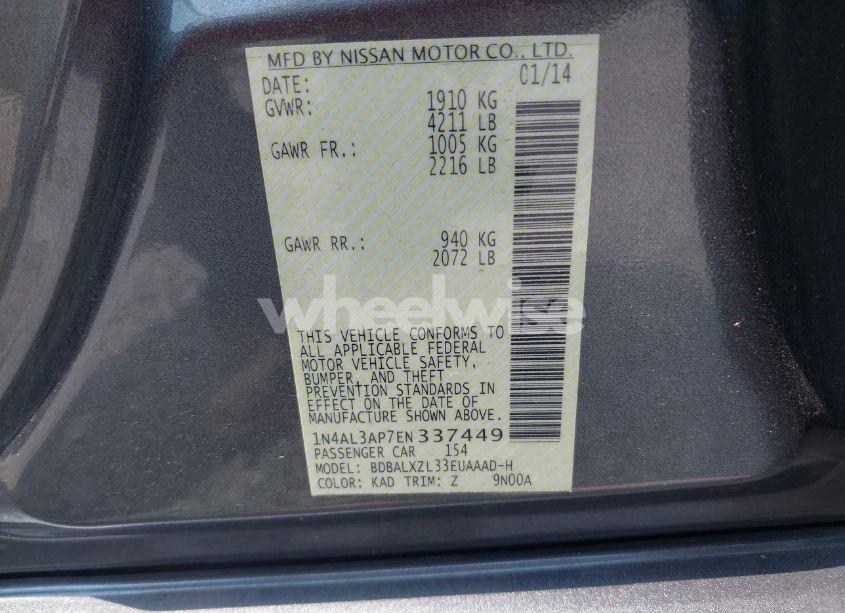 MFD BY NISSAN MOTOR CO., LTD.
DATE: 01/14
GVWR: 1910 KG
4211 LB
GAWR FR.: 1005 KG
2216 LB
GAWR RR.: 940 KG
2072 LB
wheelwise
THIS VEHICLE CONFORMS TO
ALL APPLICABLE FEDERAL
MOTOR VEHICLE SAFETY,
BUMPER, AND THEFT
PREVENTION STANDARDS IN
EFFECT ON THE DATE OF
MANUFACTURE SHOWN ABOVE.
1N4AL3AP7EN 337449
PASSENGER CAR 154
MODEL: BDBALXZL33EUAAAD-H
COLOR: KAD TRIM: Z 9N00A